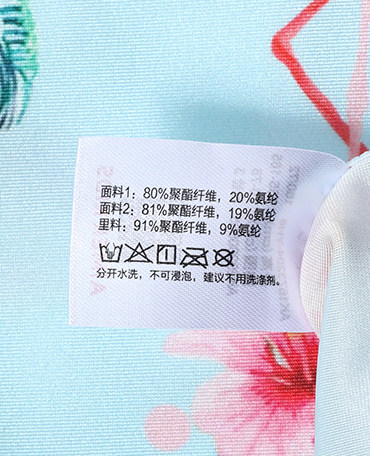 面料1：80%聚酯纤维，20%氨纶
面料2：81%聚酯纤维，19%氨纶
里料：91%聚酯纤维，9%氨纶
分开水洗，不可浸泡，建议不用洗涤剂。